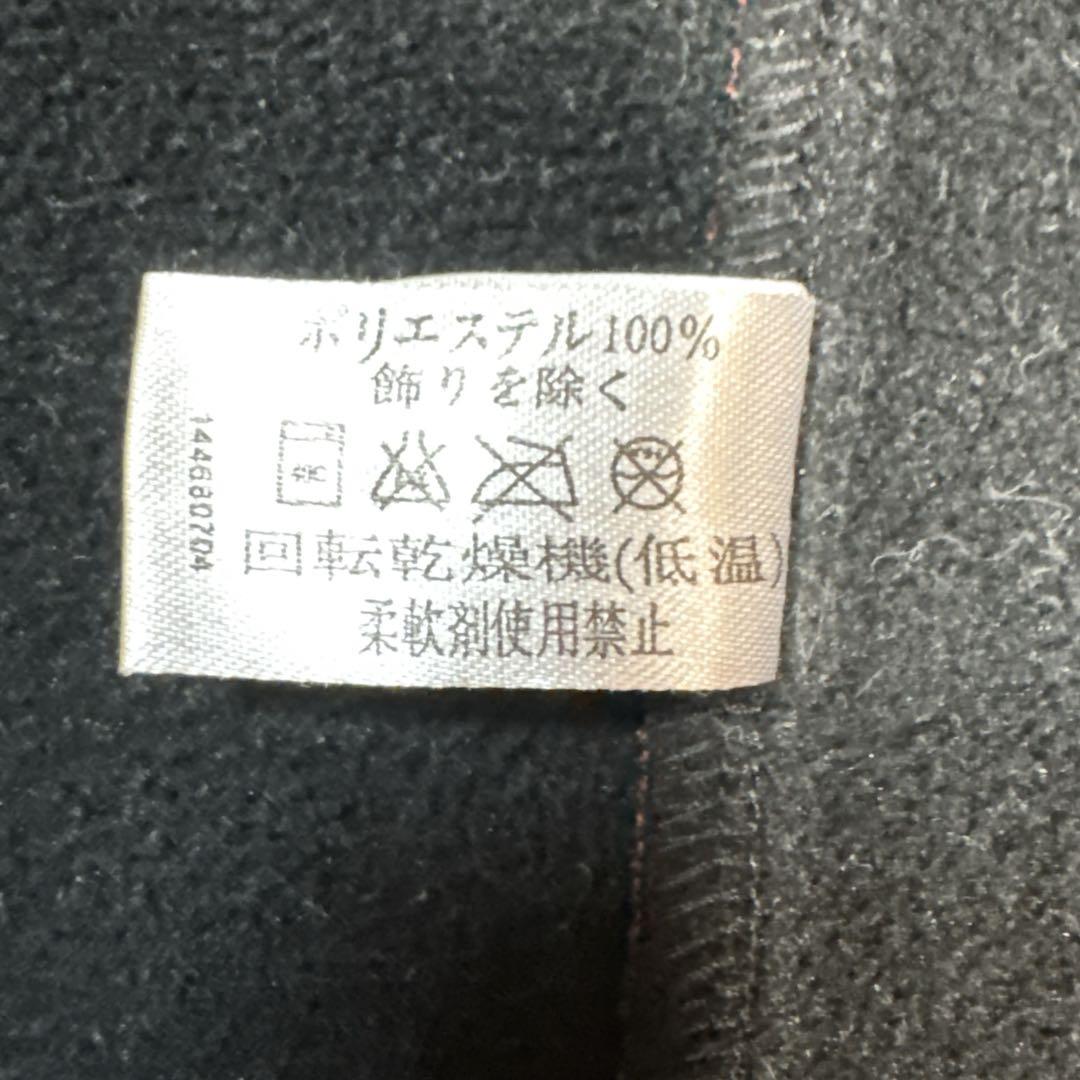 ポリエステル100%
飾りを除く
144680704
回転乾燥機(低温)
柔軟剤使用禁止